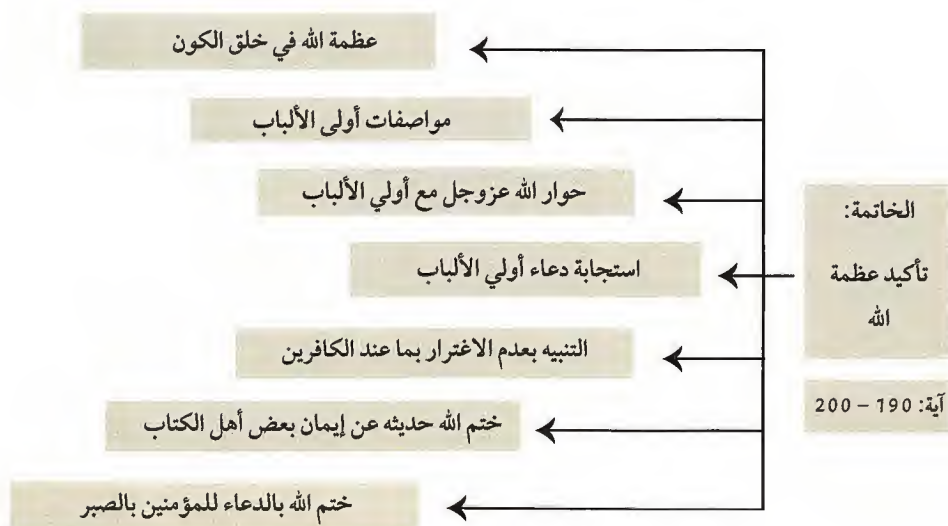 الخاتمة:
تأكيد عظمة
الله
آية: 190 – 200
عظمة الله في خلق الكون
مواصفات أولى الألباب
حوار الله عزوجل مع أولي الألباب
استجابة دعاء أولي الألباب
التنبيه بعدم الاغترار بما عند الكافرين
ختم الله حديثه عن إيمان بعض أهل الكتاب
ختم الله بالدعاء للمؤمنين بالصبر